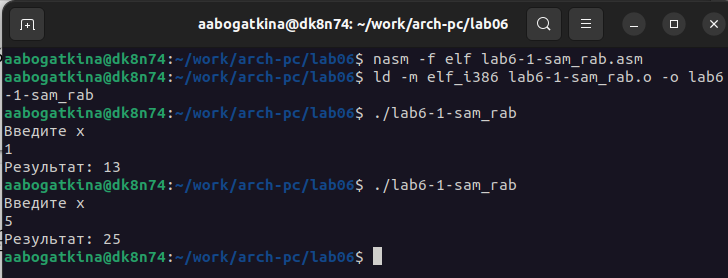 aabogatkina@dk8n74: ~/work/arch-pc/lab06
aabogatkina@dk8n74:~/work/arch-pc/lab06$ nasm -f elf lab6-1-sam_rab.asm
aabogatkina@dk8n74:~/work/arch-pc/lab06$ ld -m elf_i386 lab6-1-sam_rab.o -o lab6
-1-sam_rab
aabogatkina@dk8n74:~/work/arch-pc/lab06$ ./lab6-1-sam_rab
Введите x
1
Результат: 13
aabogatkina@dk8n74:~/work/arch-pc/lab06$ ./lab6-1-sam_rab
Введите x
5
Результат: 25
aabogatkina@dk8n74:~/work/arch-pc/lab06$